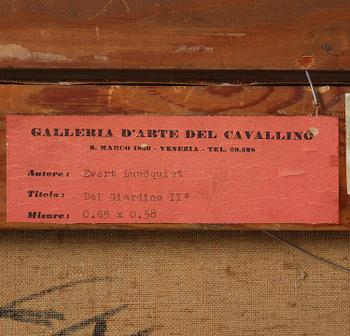 GALLERIA D'ARTE DEL CAVALLINO
S. MARCO 1820 - VENEZIA - TEL. 20.528
Autore: Evert Lundquist
Titolo: Dal Giardino II°
Misure: 0.65 x 0.58